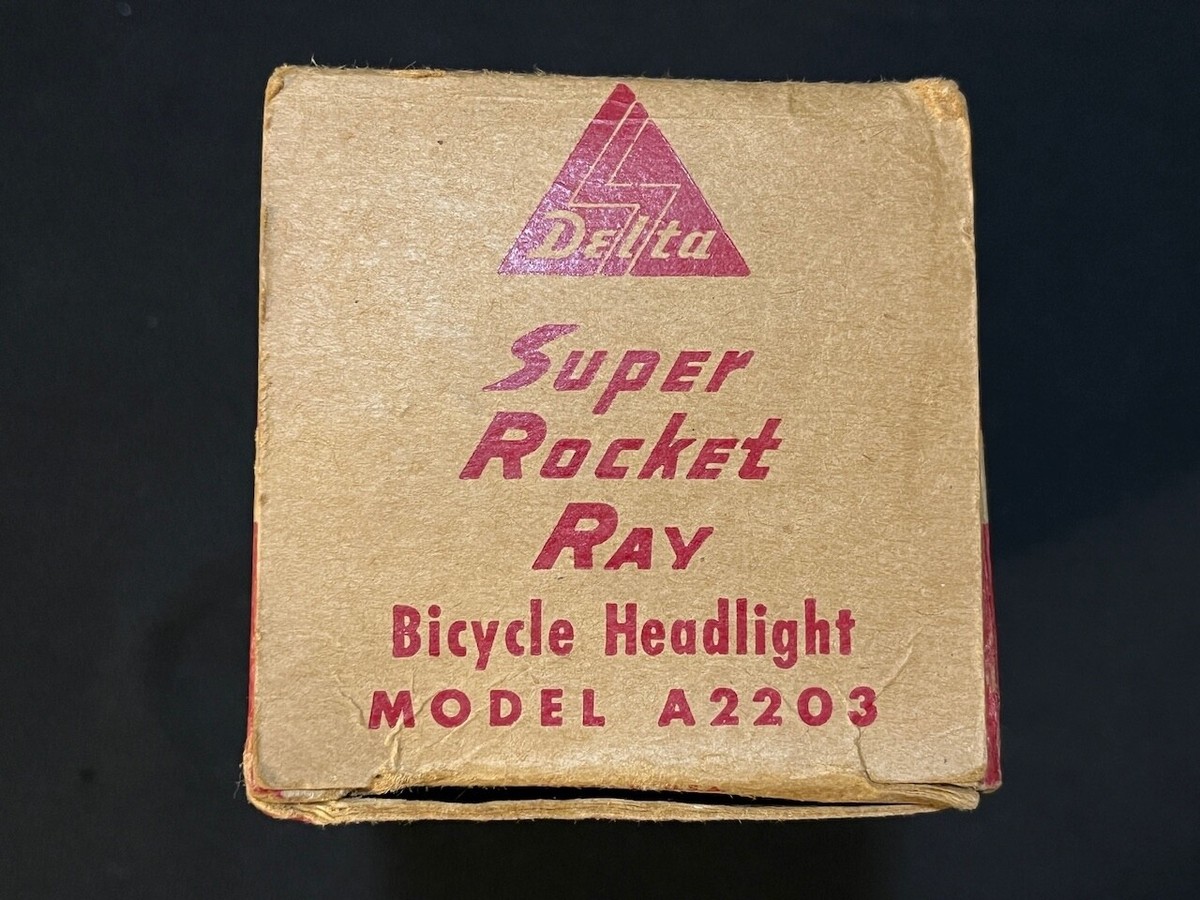 Delta
Super
Rocket
Ray
Bicycle Headlight
MODEL A2203